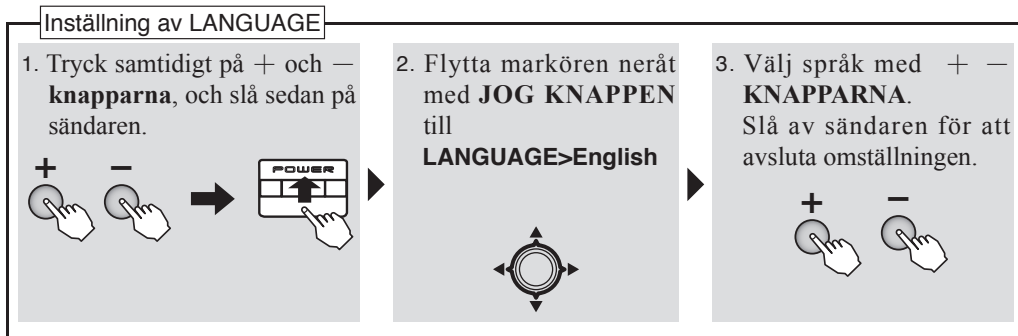 Inställning av LANGUAGE
1. Tryck samtidigt på + och −
knapparna, och slå sedan på
sändaren.
+ −
POWER
2. Flytta markören neråt
med JOG KNAPPEN
till
LANGUAGE>English
3. Välj språk med + −
KNAPPARNA.
Slå av sändaren för att
avsluta omställningen.
+ −